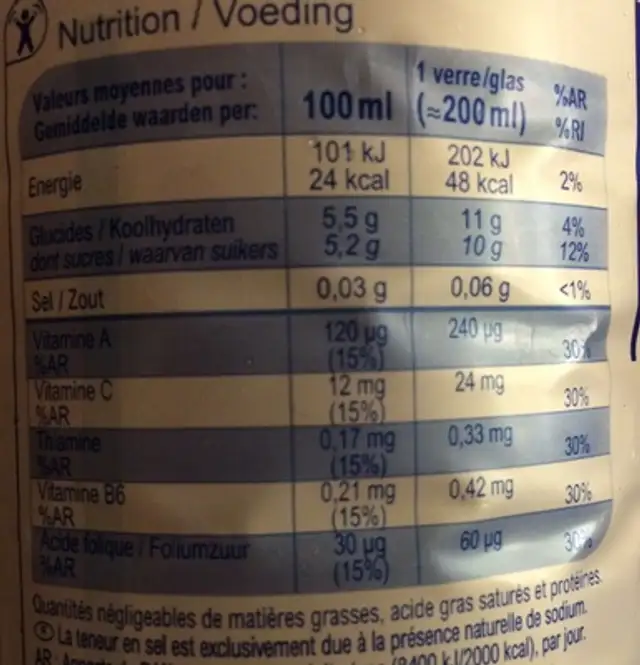 Nutrition / Voeding
Valeurs moyennes pour : 100 ml 1 verre/glas (≈200 ml) %AR
Gemiddelde waarden per: %RI
Energie 101 kJ 202 kJ
24 kcal 48 kcal 2%
Glucides / Koolhydraten 5,5 g 11 g 4%
dont sucres / waarvan suikers 5,2 g 10 g 12%
Sel / Zout 0,03 g 0,06 g <1%
Vitamine A 120 µg 240 µg 30%
%AR (15%)
Vitamine C 12 mg 24 mg 30%
%AR (15%)
Thiamine 0,17 mg 0,33 mg 30%
%AR (15%)
Vitamine B6 0,21 mg 0,42 mg 30%
%AR (15%)
Acide folique / Foliumzuur 30 µg 60 µg 30%
%AR (15%)
Quantités négligeables de matières grasses, acide gras saturés et protéines.
La teneur en sel est exclusivement due à la présence naturelle de sodium.
AR: (8400 kJ/2000 kcal), par jour.